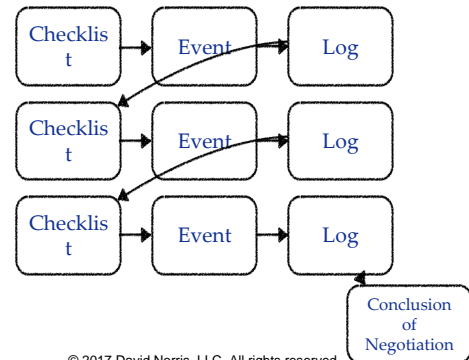 Checklis
t
Event
Log
Checklis
t
Event
Log
Checklis
t
Event
Log
Conclusion
of
Negotiation
© 2017 David Norris, LLC. All rights reserved